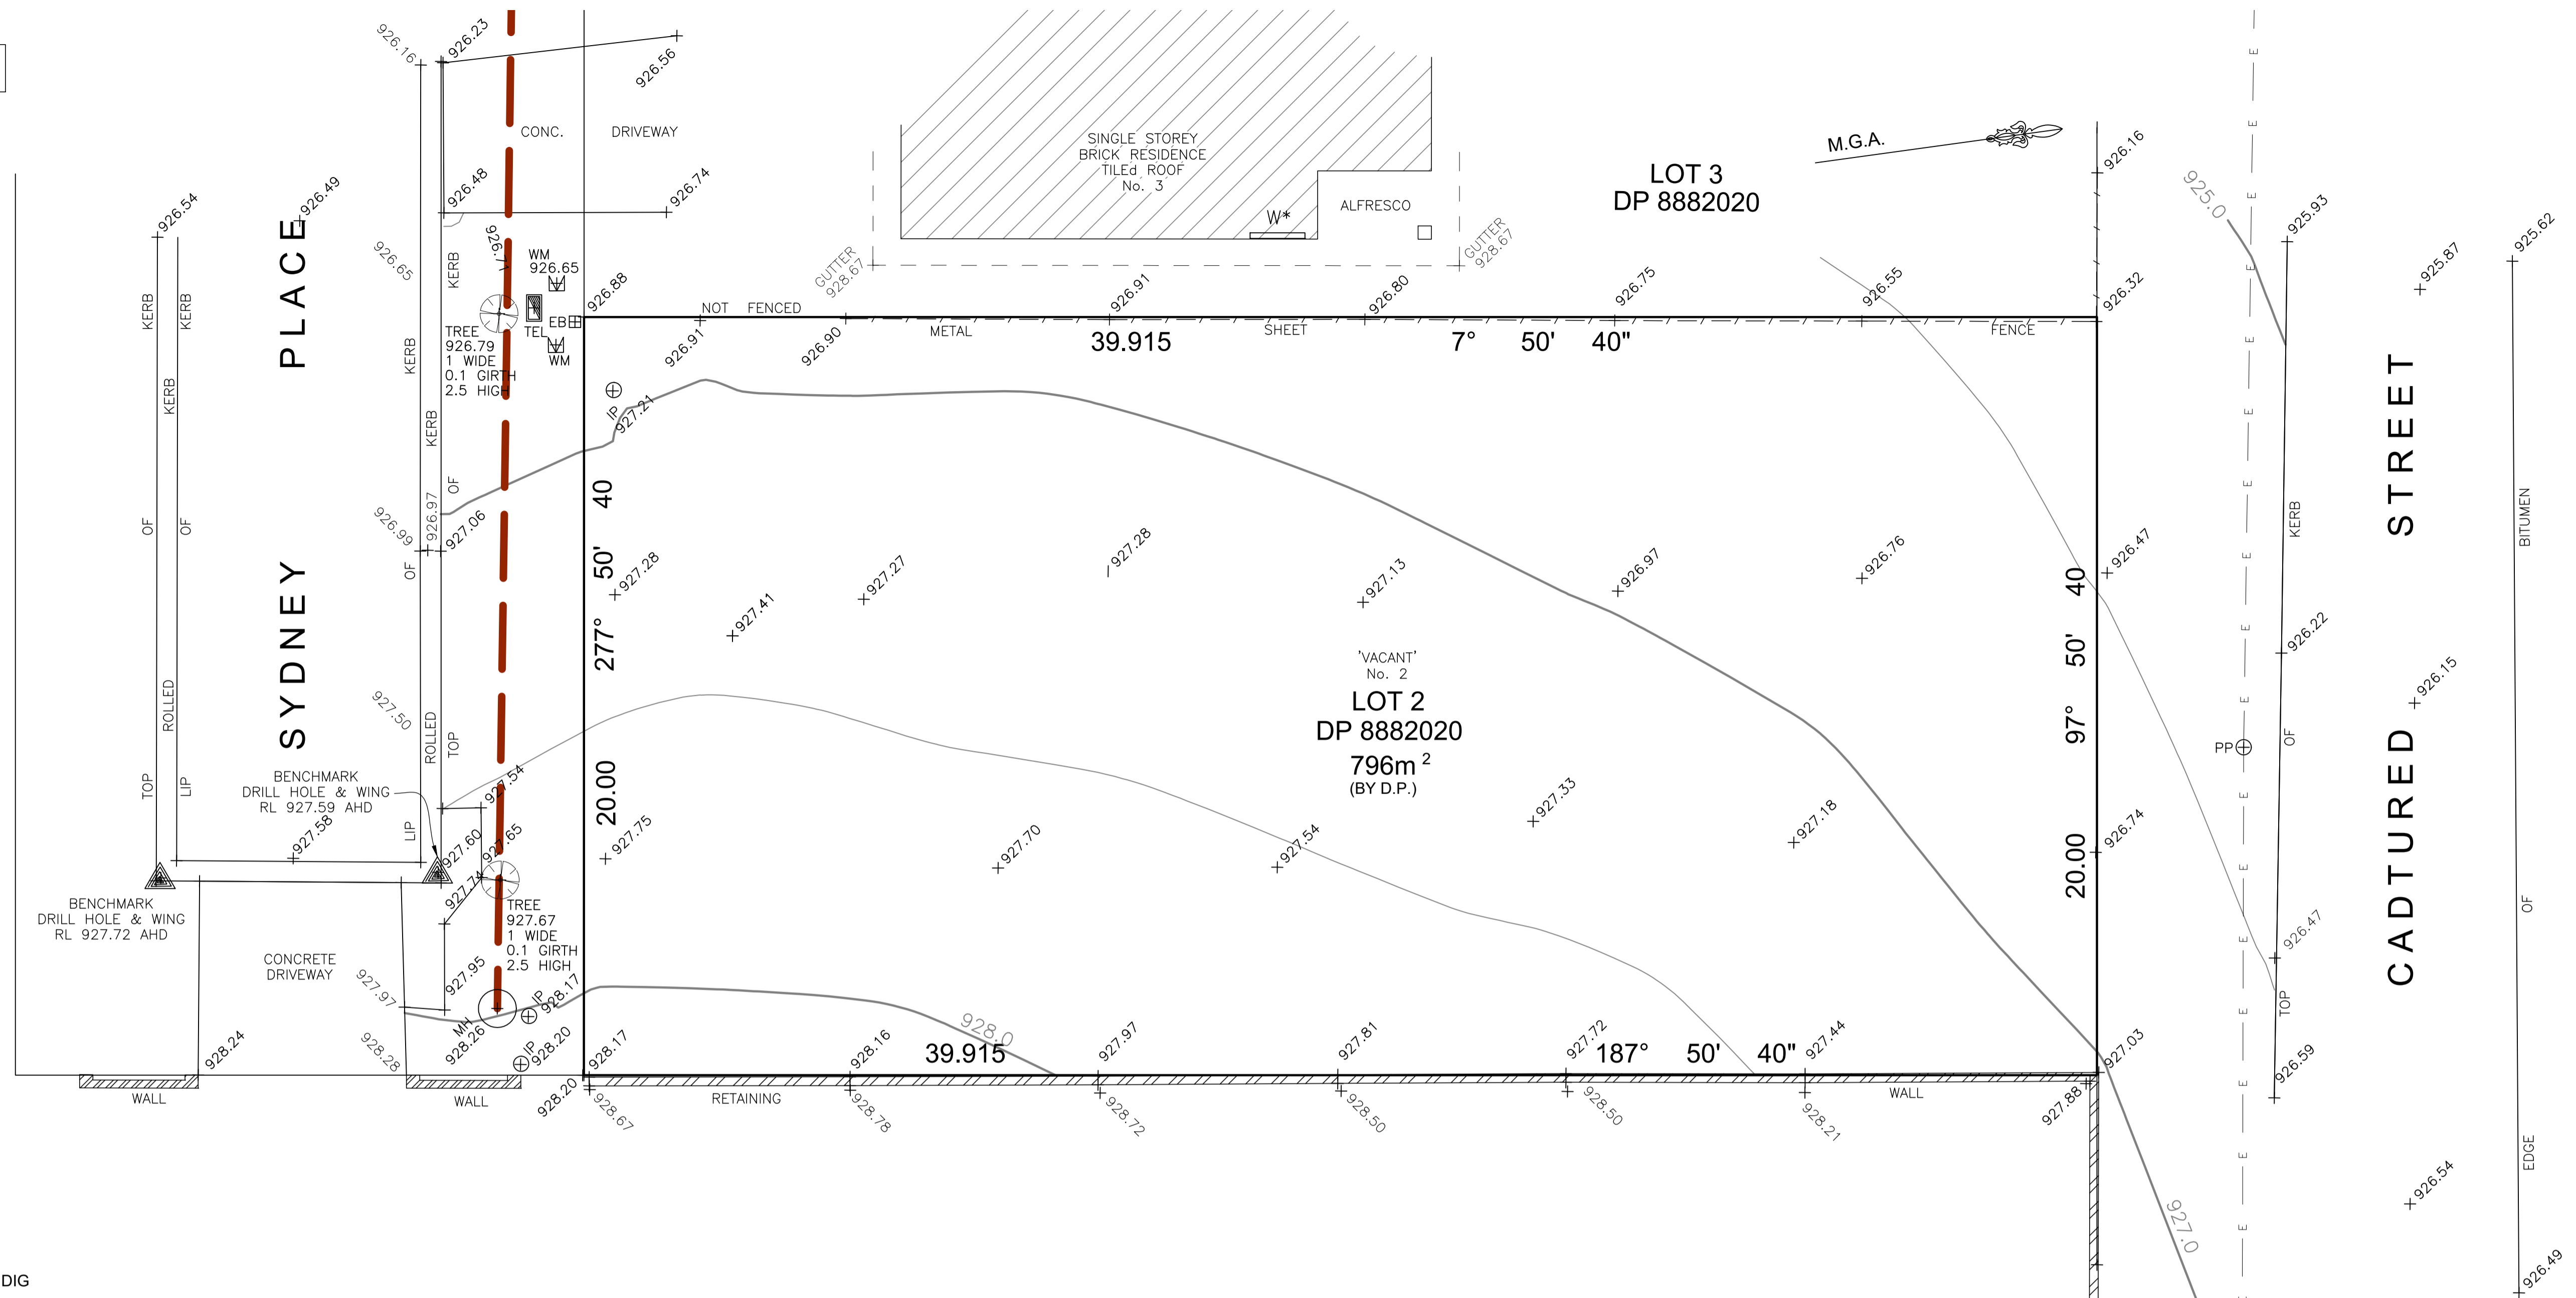 926.16
926.23
926.56
CONC. DRIVEWAY
926.48
926.74
926.54
926.49
926.65
926.71
KERB
WM
926.65
EB
TEL
WM
TREE
926.79
1 WIDE
0.1 GIRTH
2.5 HIGH
SINGLE STOREY
BRICK RESIDENCE
TILEd ROOF
No. 3
W*
ALFRESCO
GUTTER
928.67
GUTTER
928.67
LOT 3
DP 8882020
M.G.A.
926.16
925.0
925.93
925.62
925.87
926.88
NOT FENCED
926.91
926.90
METAL
926.91
926.80
SHEET
926.75
926.55
FENCE
926.32
39.915
7° 50' 40"
IP
927.21
SYDNEY PLACE
TOP OF KERB
LIP OF KERB
ROLLED KERB
LIP OF KERB
ROLLED KERB
TOP OF
926.99
926.97
927.06
927.50
277° 50' 40
20.00
927.28
927.41
927.27
927.28
927.13
926.97
926.76
926.47
'VACANT'
No. 2
LOT 2
DP 8882020
796m 2
(BY D.P.)
97° 50' 40
20.00
927.75
927.70
927.54
927.33
927.18
926.74
BENCHMARK
DRILL HOLE & WING
RL 927.59 AHD
927.58
927.54
927.60
927.65
927.74
BENCHMARK
DRILL HOLE & WING
RL 927.72 AHD
CONCRETE
DRIVEWAY
TREE
927.67
1 WIDE
0.1 GIRTH
2.5 HIGH
927.97
927.95
MH
928.26
IP
928.17
IP
928.20
928.24
928.28
WALL
WALL
928.20
928.17
928.67
RETAINING
928.16
928.78
928.0
39.915
927.97
928.72
927.81
928.50
927.72
928.50
187° 50' 40"
927.44
928.21
WALL
927.88
927.03
927.0
PP
E E E E E E E E E E E E E E E E E
TOP OF KERB
926.22
926.15
926.47
926.59
926.54
926.49
CADTURED STREET
EDGE OF BITUMEN
DIG